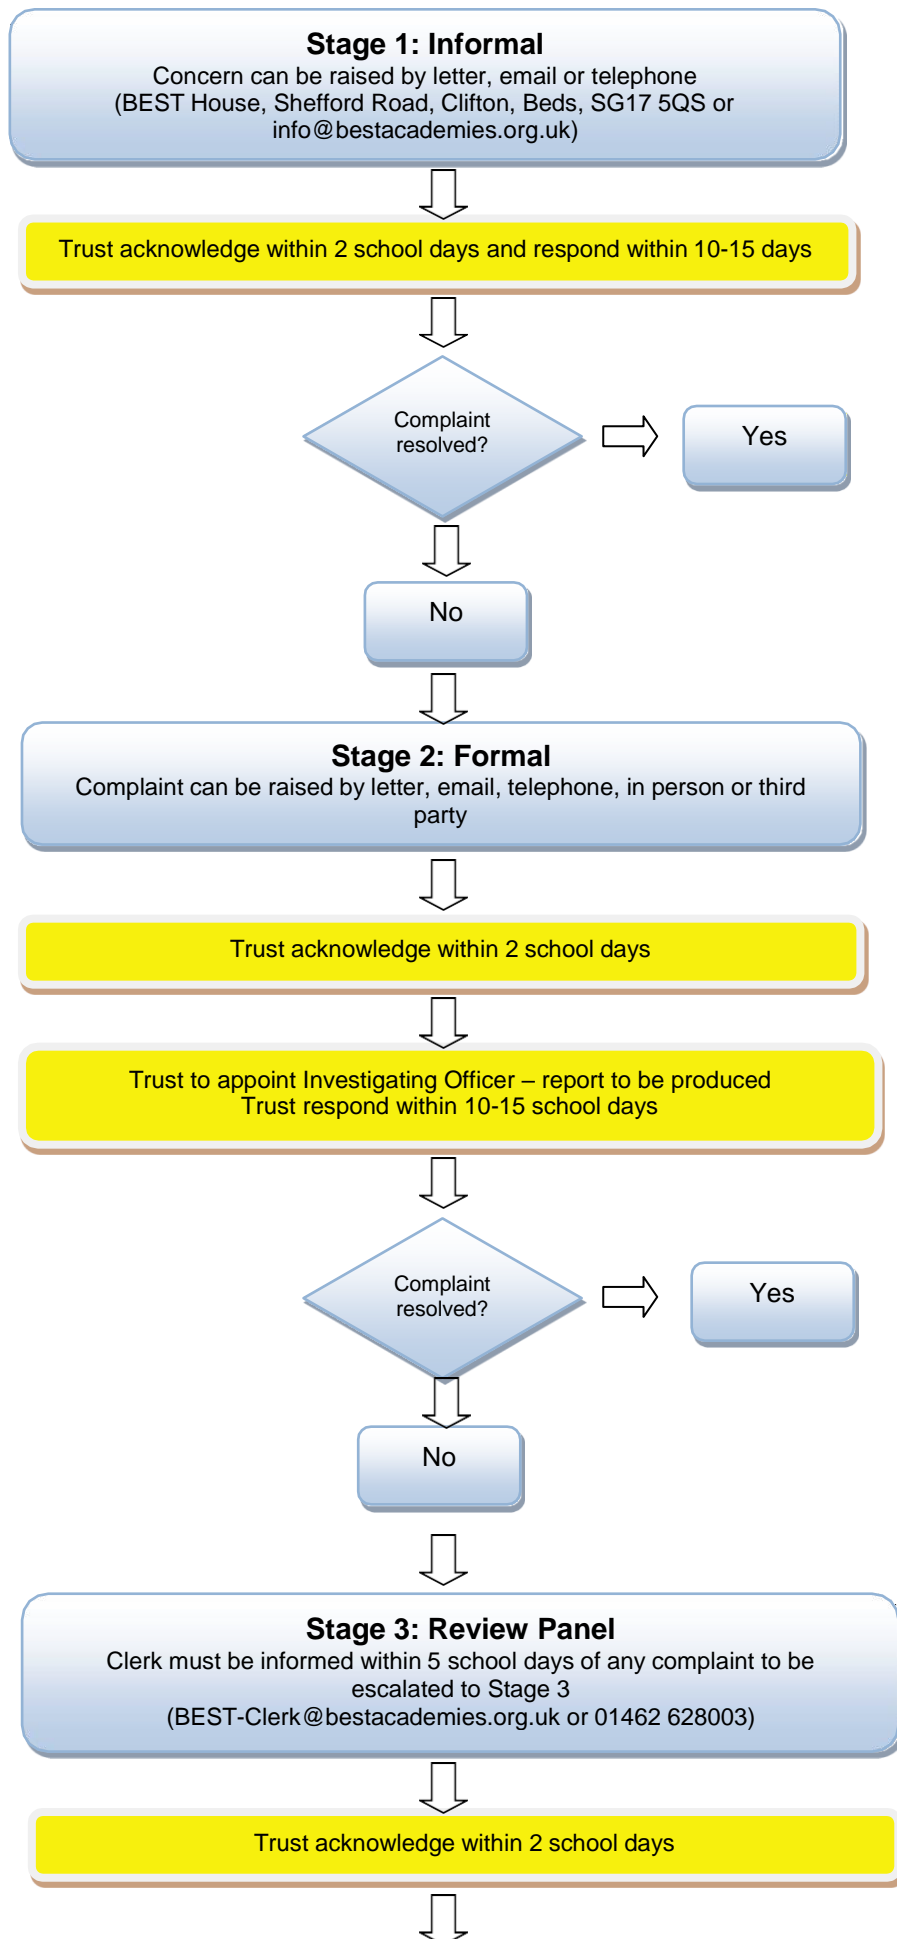 Stage 1: Informal
Concern can be raised by letter, email or telephone
(BEST House, Shefford Road, Clifton, Beds, SG17 5QS or
info@bestacademies.org.uk)
Trust acknowledge within 2 school days and respond within 10-15 days
Complaint
resolved?
Yes
No
Stage 2: Formal
Complaint can be raised by letter, email, telephone, in person or third
party
Trust acknowledge within 2 school days
Trust to appoint Investigating Officer – report to be produced
Trust respond within 10-15 school days
Complaint
resolved?
Yes
No
Stage 3: Review Panel
Clerk must be informed within 5 school days of any complaint to be
escalated to Stage 3
(BEST-Clerk@bestacademies.org.uk or 01462 628003)
Trust acknowledge within 2 school days